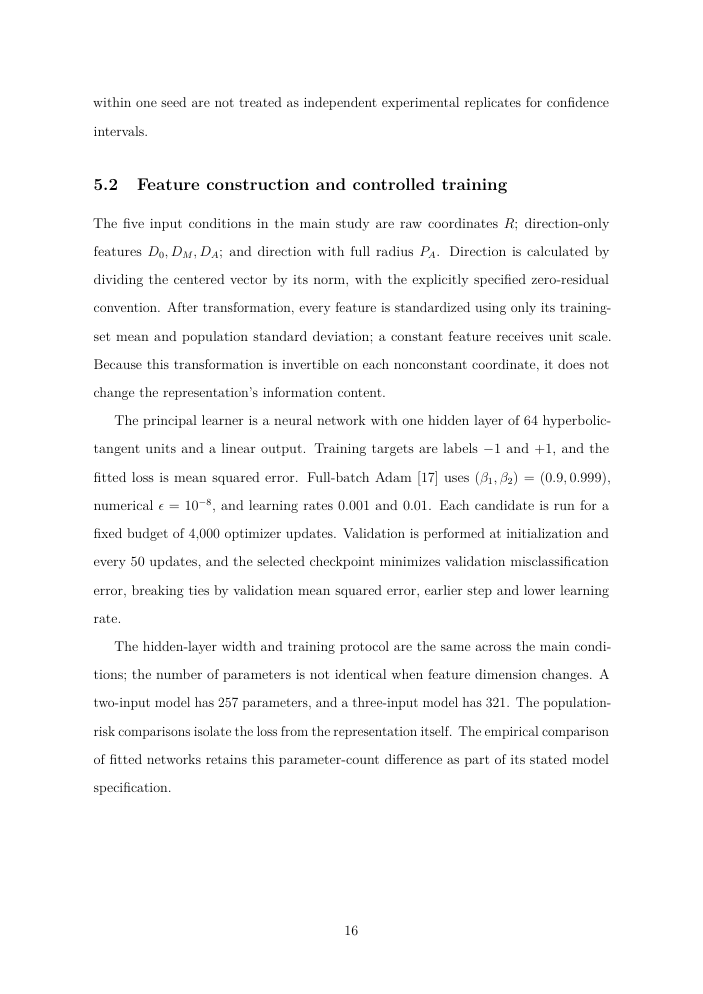 within one seed are not treated as independent experimental replicates for confidence
intervals.
5.2 Feature construction and controlled training
The five input conditions in the main study are raw coordinates R; direction-only
features D₀, D_M, D_A; and direction with full radius P_A. Direction is calculated by
dividing the centered vector by its norm, with the explicitly specified zero-residual
convention. After transformation, every feature is standardized using only its training-
set mean and population standard deviation; a constant feature receives unit scale.
Because this transformation is invertible on each nonconstant coordinate, it does not
change the representation's information content.
The principal learner is a neural network with one hidden layer of 64 hyperbolic-
tangent units and a linear output. Training targets are labels −1 and +1, and the
fitted loss is mean squared error. Full-batch Adam [17] uses (β₁, β₂) = (0.9, 0.999),
numerical ϵ = 10⁻⁸, and learning rates 0.001 and 0.01. Each candidate is run for a
fixed budget of 4,000 optimizer updates. Validation is performed at initialization and
every 50 updates, and the selected checkpoint minimizes validation misclassification
error, breaking ties by validation mean squared error, earlier step and lower learning
rate.
The hidden-layer width and training protocol are the same across the main condi-
tions; the number of parameters is not identical when feature dimension changes. A
two-input model has 257 parameters, and a three-input model has 321. The population-
risk comparisons isolate the loss from the representation itself. The empirical comparison
of fitted networks retains this parameter-count difference as part of its stated model
specification.
16